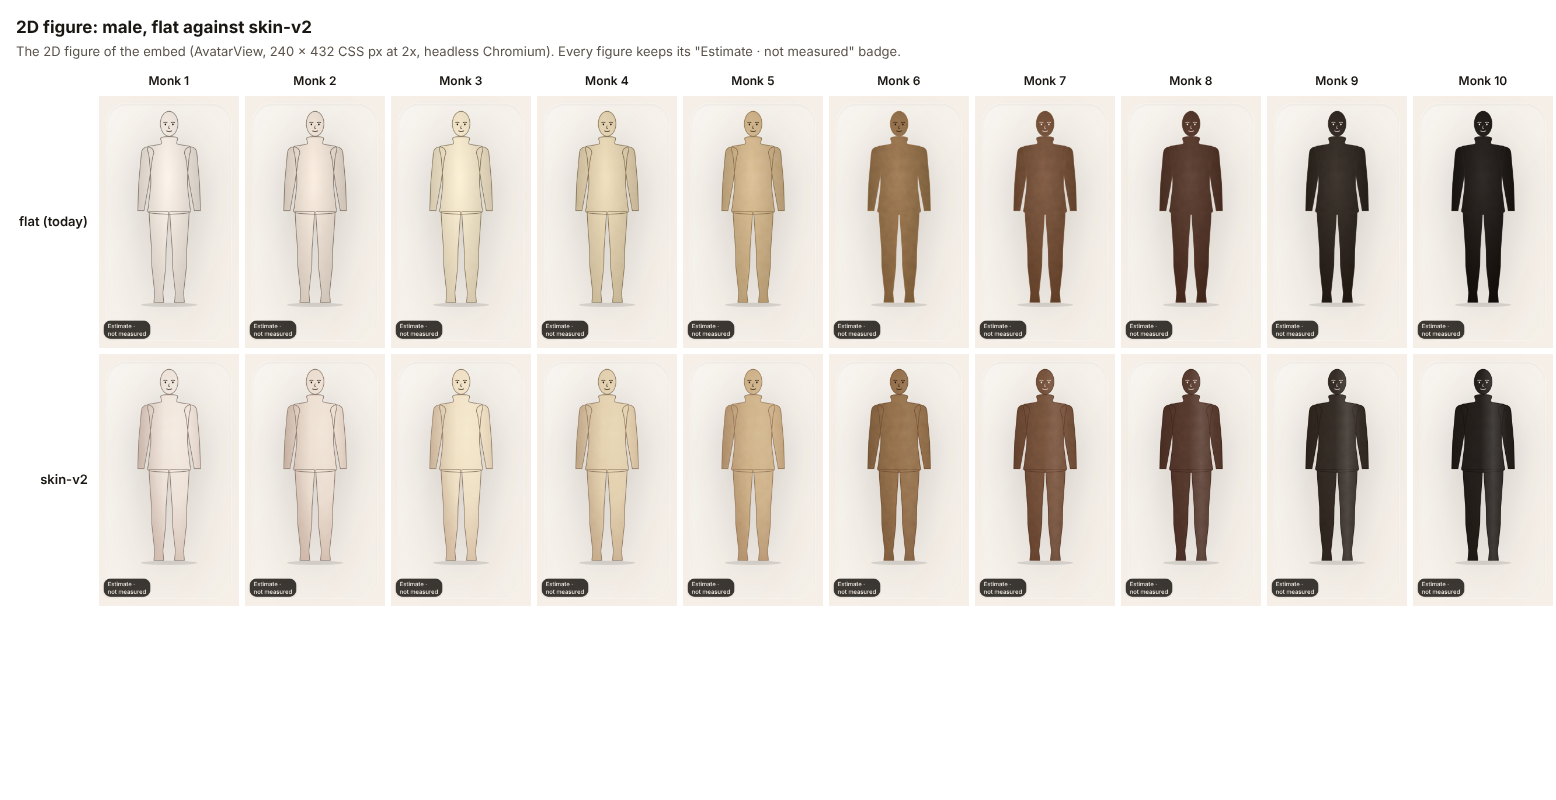 2D figure: male, flat against skin-v2
The 2D figure of the embed (AvatarView, 240 × 432 CSS px at 2x, headless Chromium). Every figure keeps its "Estimate · not measured" badge.
Monk 1 Monk 2 Monk 3 Monk 4 Monk 5 Monk 6 Monk 7 Monk 8 Monk 9 Monk 10
flat (today)
Estimate · Estimate · Estimate · Estimate · Estimate · Estimate · Estimate · Estimate · Estimate · Estimate ·
not measured not measured not measured not measured not measured not measured not measured not measured not measured not measured
skin-v2
Estimate · Estimate · Estimate · Estimate · Estimate · Estimate · Estimate · Estimate · Estimate · Estimate ·
not measured not measured not measured not measured not measured not measured not measured not measured not measured not measured